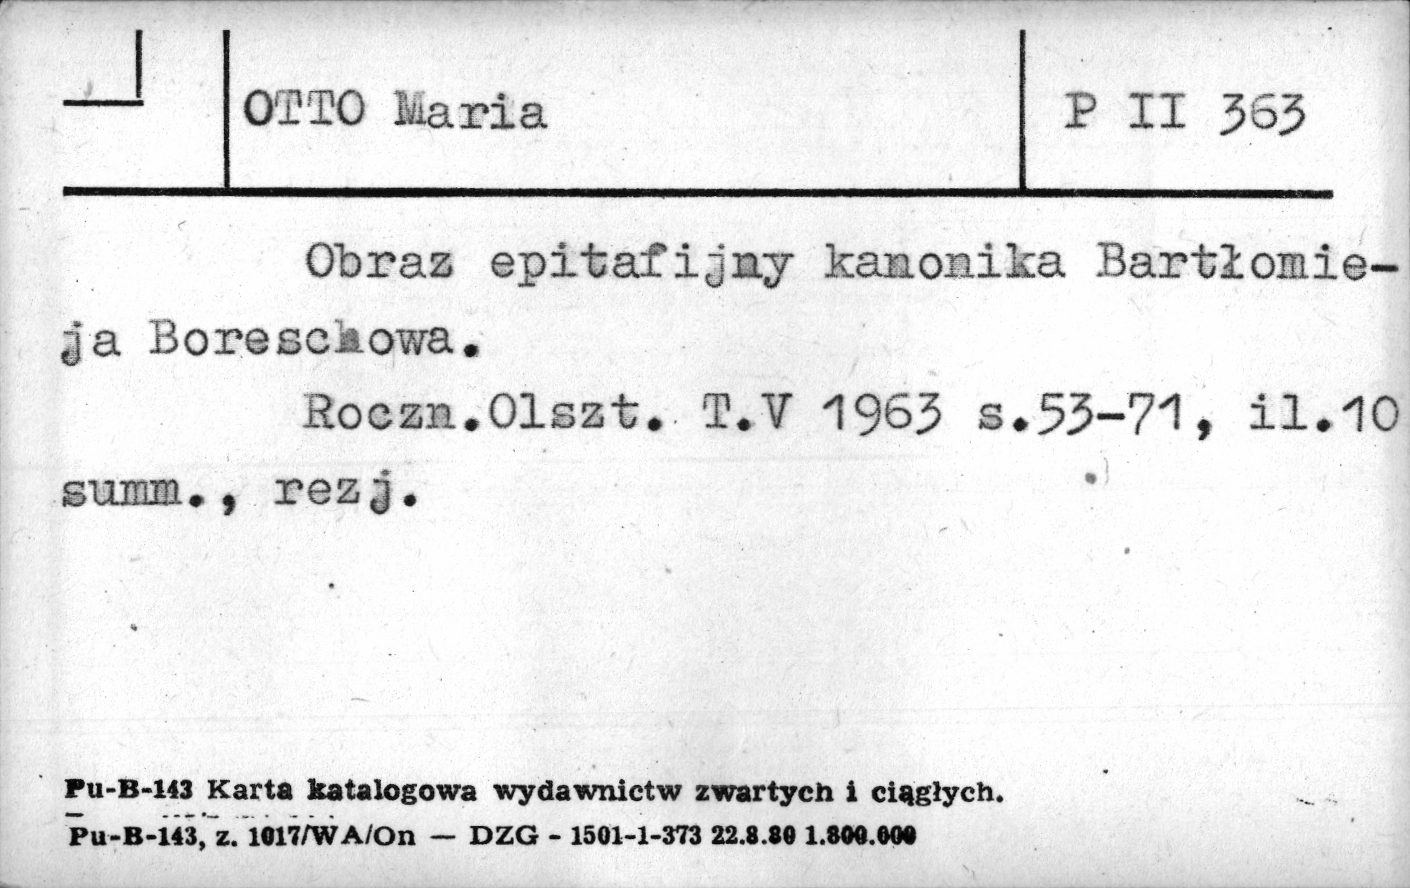 OTTO Maria
P II 363
Obraz epitafijny kanonika Bartłomie-
ja Boreschowa.
Roczn.Olszt. T.V 1963 s.53-71, il.10
summ., rezj.
Pu-B-143 Karta katalogowa wydawnictw zwartych i ciągłych.
Pu-B-143, z. 1017/WA/On — DZG - 1501-1-373 22.8.80 1.800.000